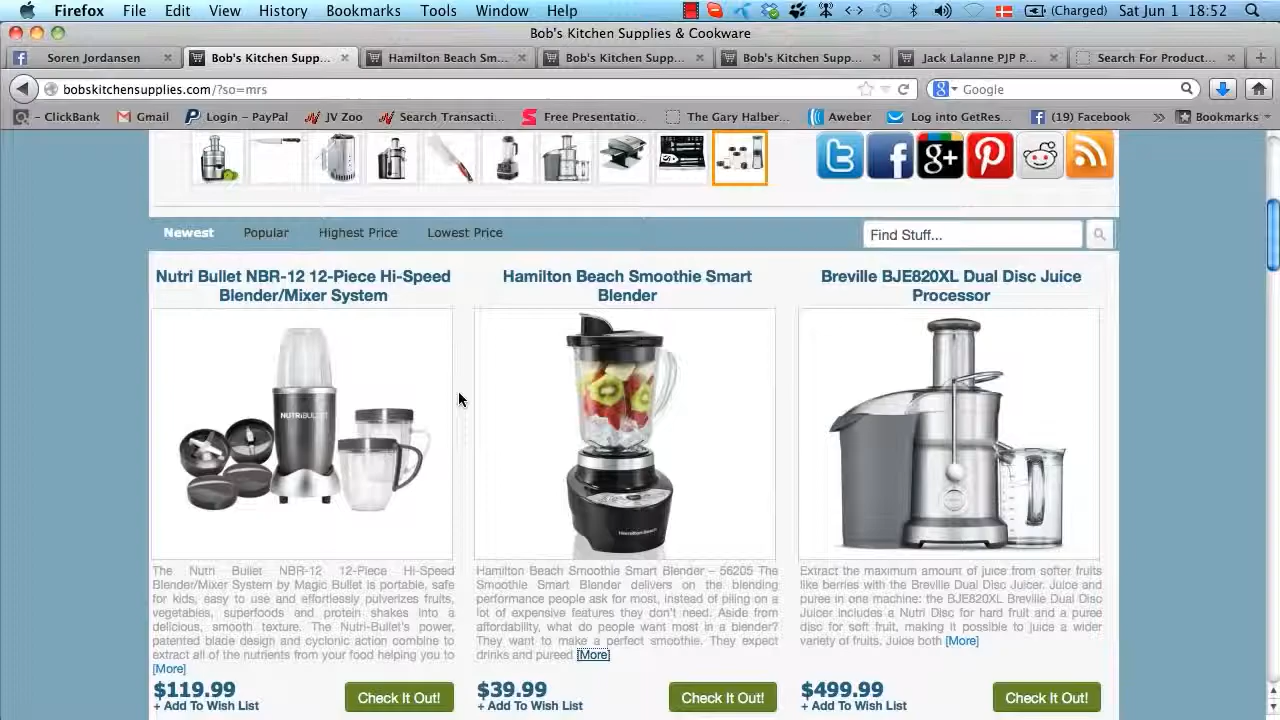 Firefox File Edit View History Bookmarks Tools Window Help (Charged) Sat Jun 1 18:52
Bob's Kitchen Supplies & Cookware
Soren Jordansen Bob's Kitchen Supp... Hamilton Beach Sm... Bob's Kitchen Supp... Bob's Kitchen Supp... Jack Lalanne PJP P... Search For Product...
bobskitchensupplies.com/?so=mrs Google
– ClickBank Gmail Login – PayPal JV Zoo Search Transacti... Free Presentatio... The Gary Halber... Aweber Log into GetRes... (19) Facebook » Bookmarks
Newest Popular Highest Price Lowest Price Find Stuff...
Nutri Bullet NBR-12 12-Piece Hi-Speed
Blender/Mixer System
Hamilton Beach Smoothie Smart
Blender
Breville BJE820XL Dual Disc Juice
Processor
NUTRIBULLET
Hamilton Beach
The Nutri Bullet NBR-12 12-Piece Hi-Speed
Blender/Mixer System by Magic Bullet is portable, safe
for kids, easy to use and effortlessly pulverizes fruits,
vegetables, superfoods and protein shakes into a
delicious, smooth texture. The Nutri-Bullet's power,
patented blade design and cyclonic action combine to
extract all of the nutrients from your food helping you to
[More]
Hamilton Beach Smoothie Smart Blender – 56205 The
Smoothie Smart Blender delivers on the blending
performance people ask for most, instead of piling on a
lot of expensive features they don't need. Aside from
affordability, what do people want most in a blender?
They want to make a perfect smoothie. They expect
drinks and pureed [More]
Extract the maximum amount of juice from softer fruits
like berries with the Breville Dual Disc Juicer. Juice and
puree in one machine: the BJE820XL Breville Dual Disc
Juicer includes a Nutri Disc for hard fruit and a puree
disc for soft fruit, making it possible to juice a wider
variety of fruits. Juice both [More]
$119.99
+ Add To Wish List
Check It Out!
$39.99
+ Add To Wish List
Check It Out!
$499.99
+ Add To Wish List
Check It Out!